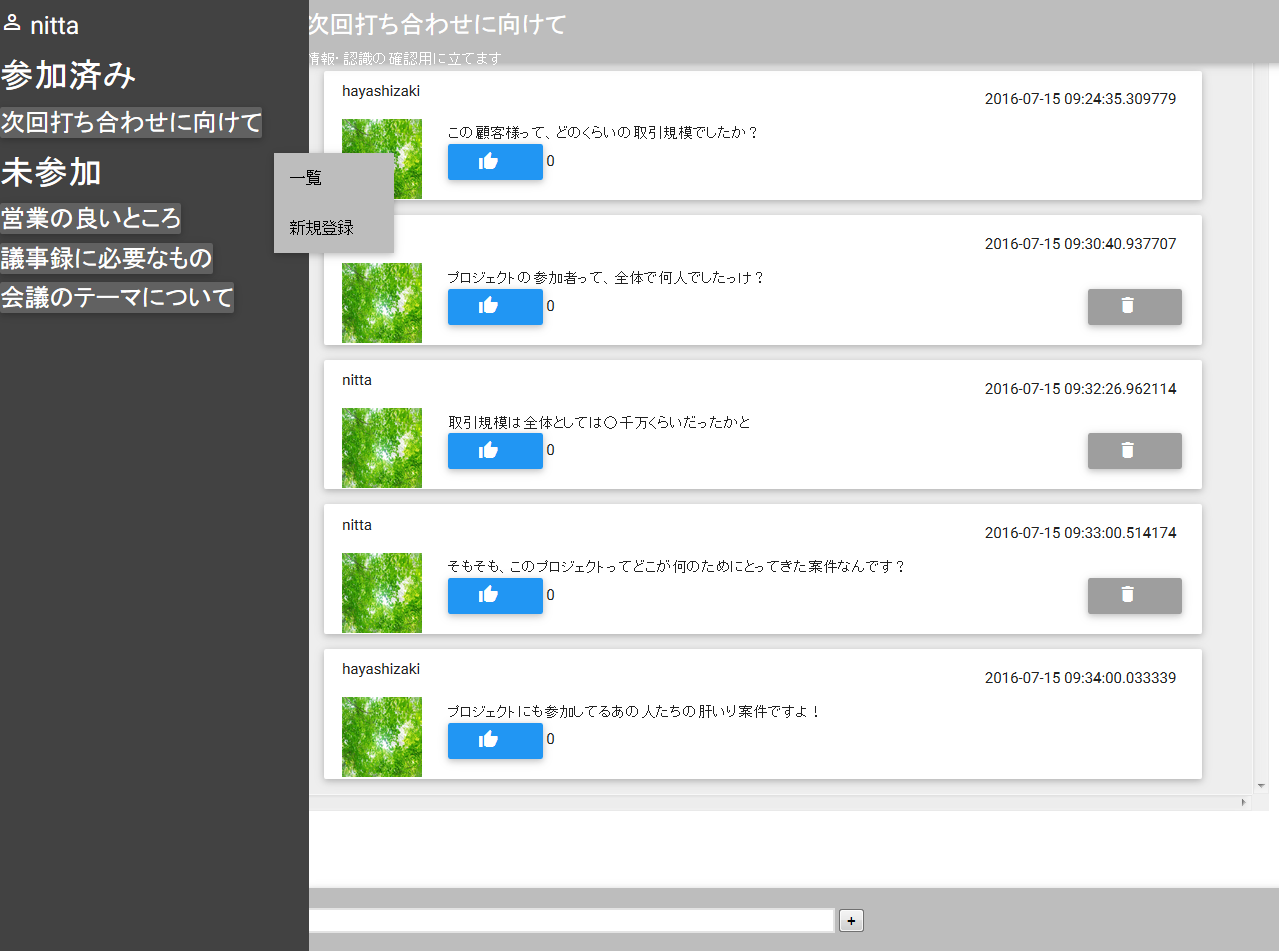 nitta
参加済み
次回打ち合わせに向けて
未参加
営業の良いところ
議事録に必要なもの
会議のテーマについて
一覧
新規登録
次回打ち合わせに向けて
情報・認識の確認用に立てます
hayashizaki
2016-07-15 09:24:35.309779
この顧客様って、どのくらいの取引規模でしたか？
0
2016-07-15 09:30:40.937707
プロジェクトの参加者って、全体で何人でしたっけ？
0
nitta
2016-07-15 09:32:26.962114
取引規模は全体としては〇千万くらいだったかと
0
nitta
2016-07-15 09:33:00.514174
そもそも、このプロジェクトってどこが何のためにとってきた案件なんです？
0
hayashizaki
2016-07-15 09:34:00.033339
プロジェクトにも参加してるあの人たちの肝いり案件ですよ！
0
+